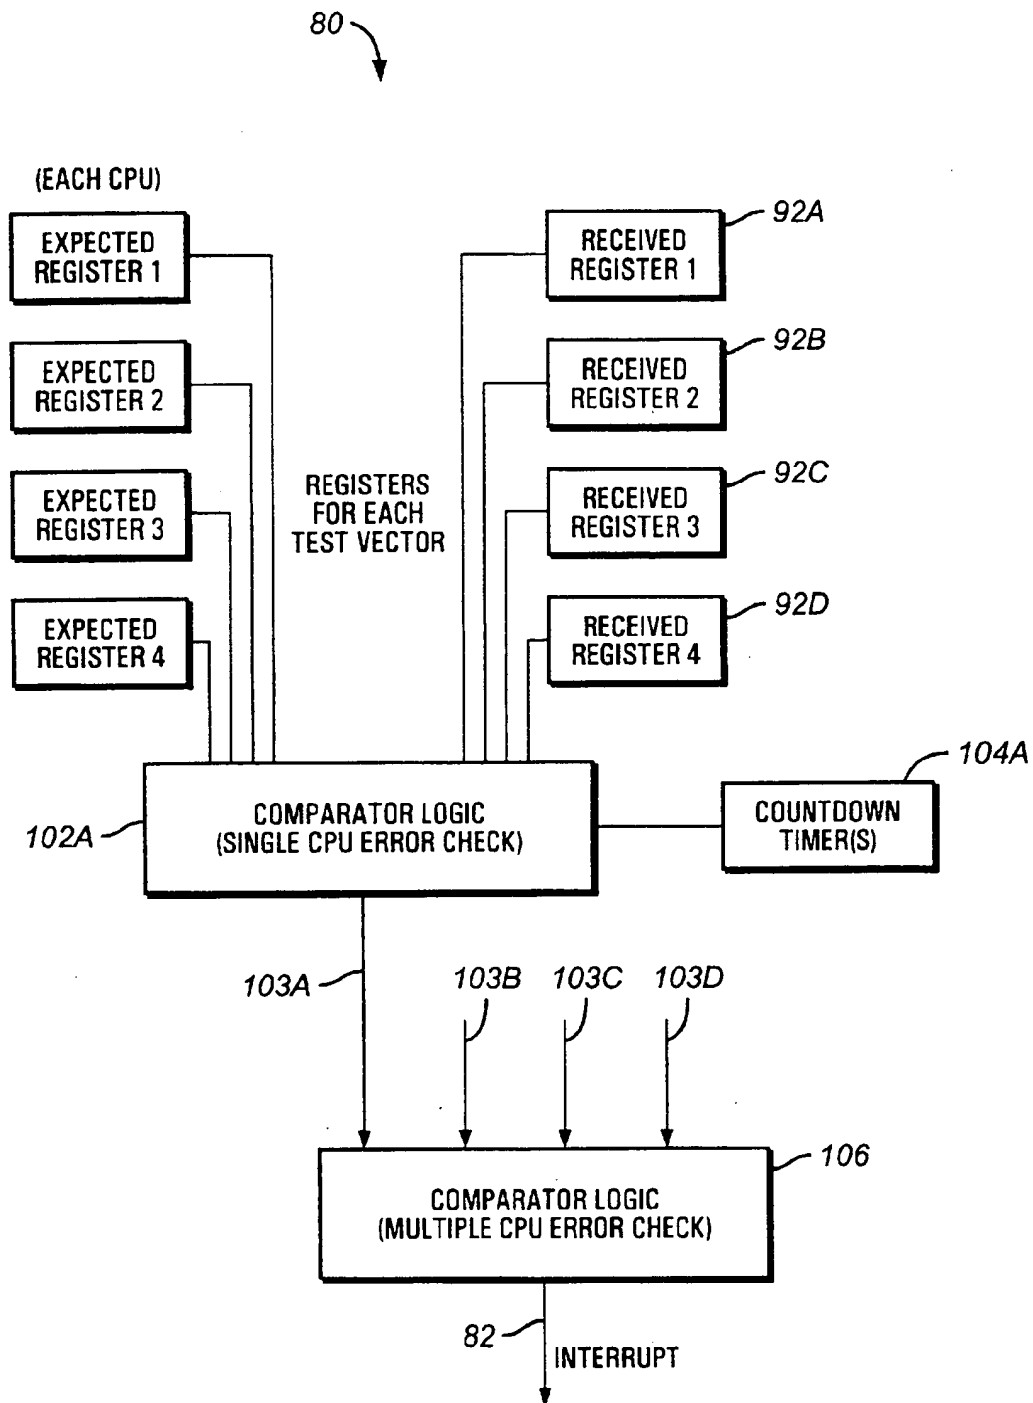 80
(EACH CPU)
EXPECTED
REGISTER 1
EXPECTED
REGISTER 2
EXPECTED
REGISTER 3
EXPECTED
REGISTER 4
REGISTERS
FOR EACH
TEST VECTOR
92A
RECEIVED
REGISTER 1
92B
RECEIVED
REGISTER 2
92C
RECEIVED
REGISTER 3
92D
RECEIVED
REGISTER 4
102A
COMPARATOR LOGIC
(SINGLE CPU ERROR CHECK)
104A
COUNTDOWN
TIMER(S)
103A
103B
103C
103D
106
COMPARATOR LOGIC
(MULTIPLE CPU ERROR CHECK)
82
INTERRUPT